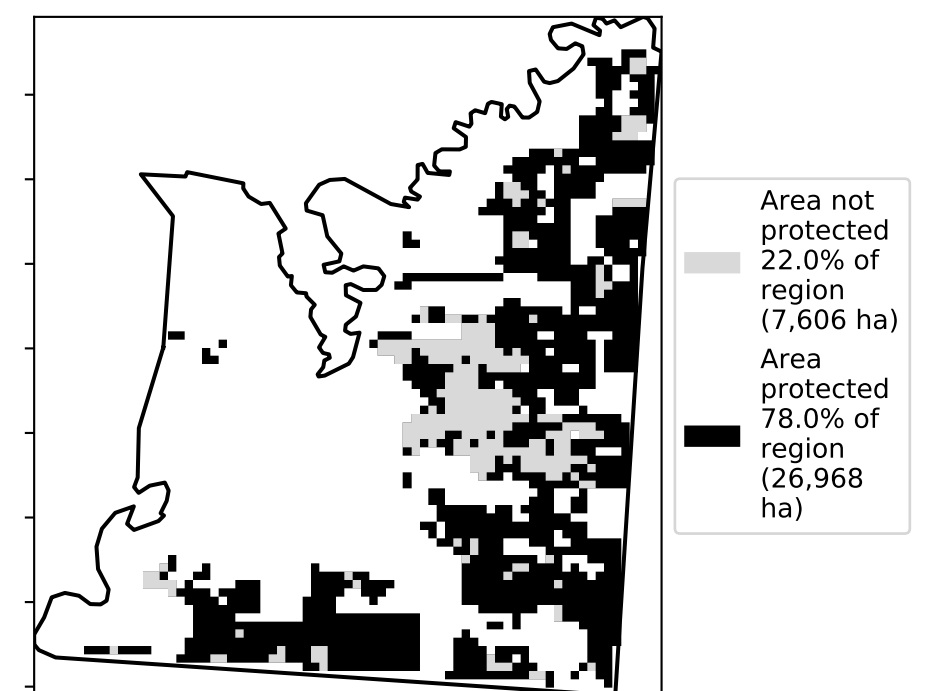 Area not
protected
22.0% of
region
(7,606 ha)
Area
protected
78.0% of
region
(26,968
ha)